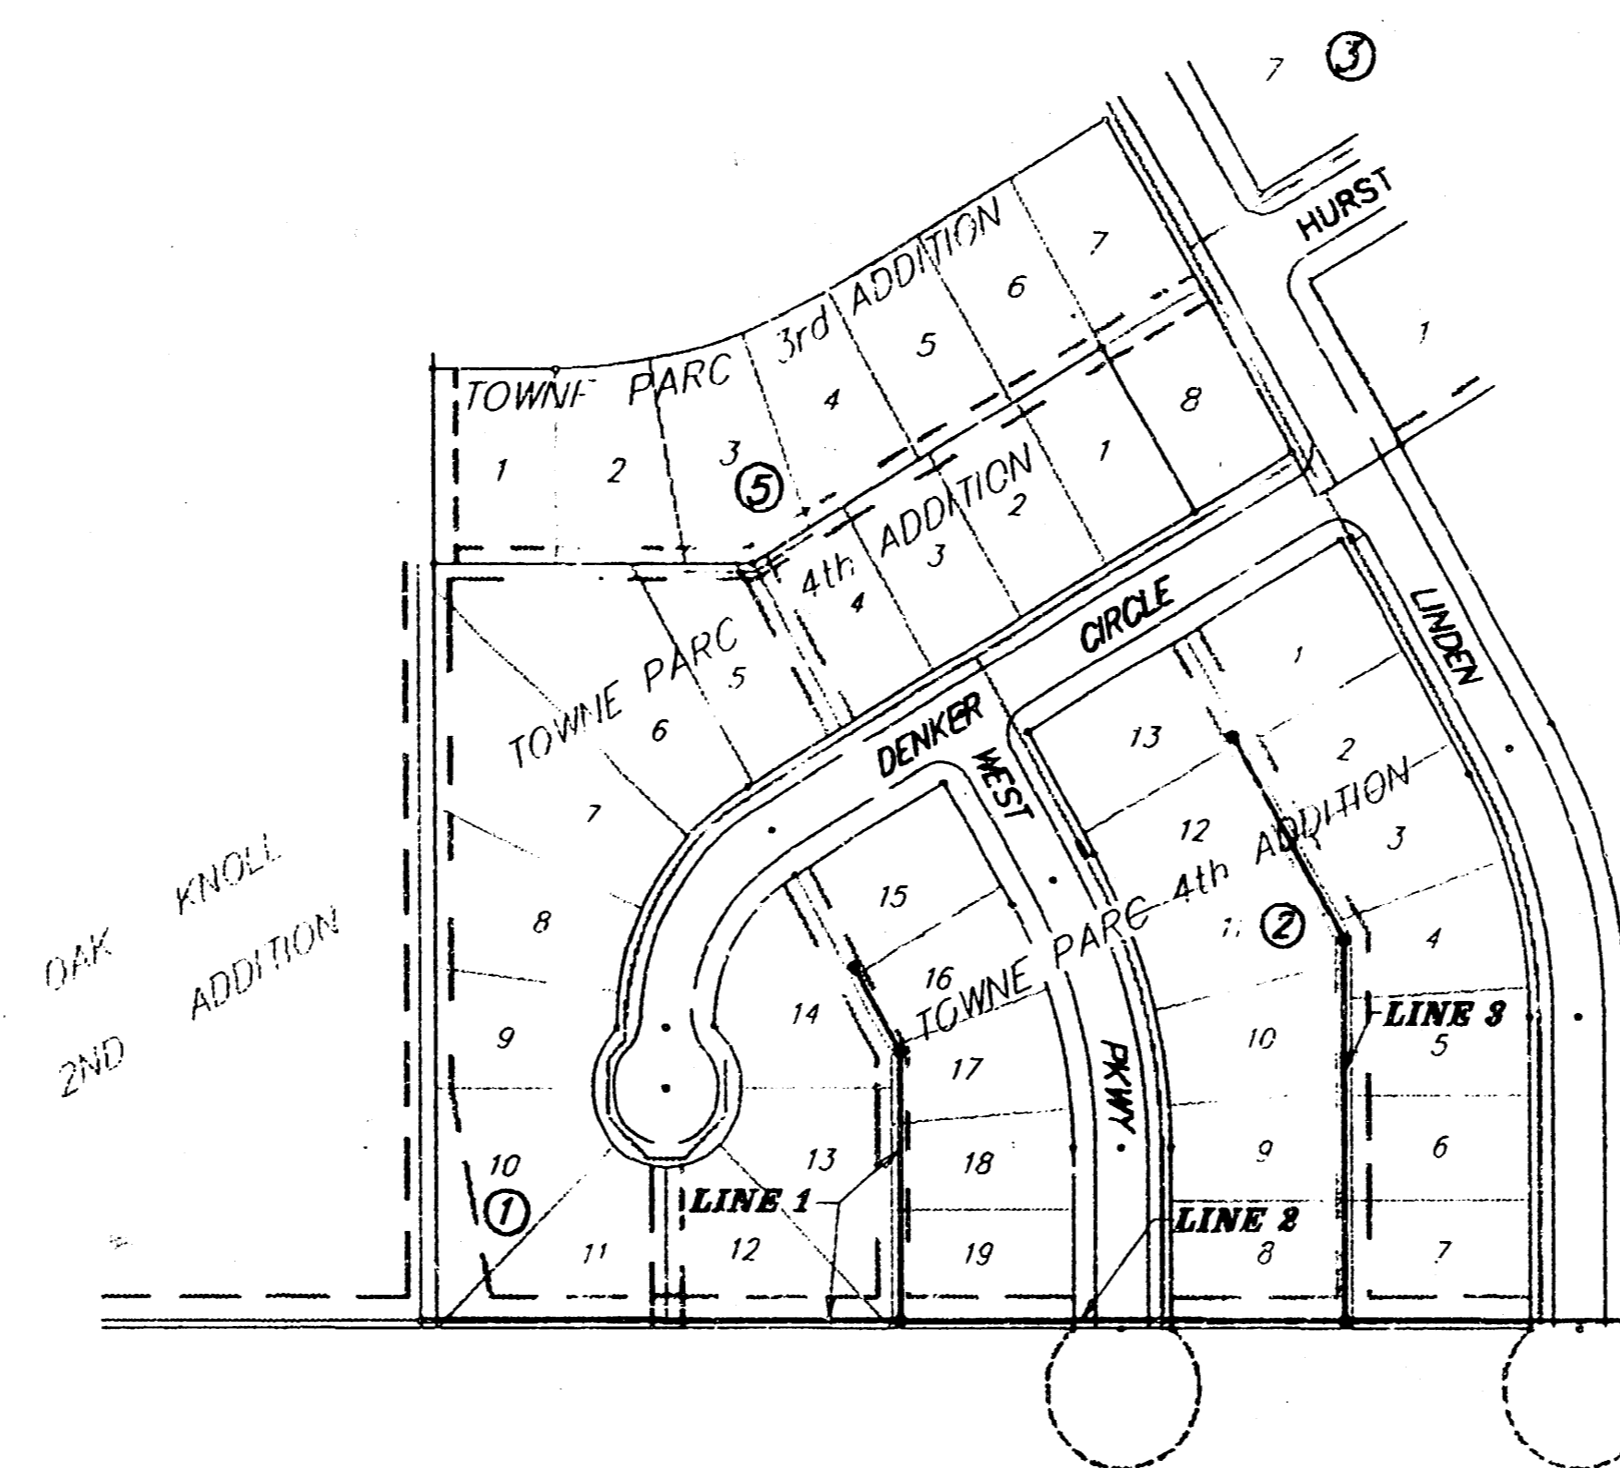 7 3
HURST
1
TOWNE PARC 3rd ADDITION
1 2 3 4 5 6 7
5
4th ADDITION
4 3 2 1 8
TOWNE PARC
5
6
7
8
9
10
1
11
12
13
14
DENKER CIRCLE
WEST PKWY
LINDEN
OAK KNOLL
2ND ADDITION
TOWNE PARC 4th ADDITION
15
16
17
18
19
2
13
12
10
9
8
1
2
3
4
5
6
7
LINE 1
LINE 2
LINE 3